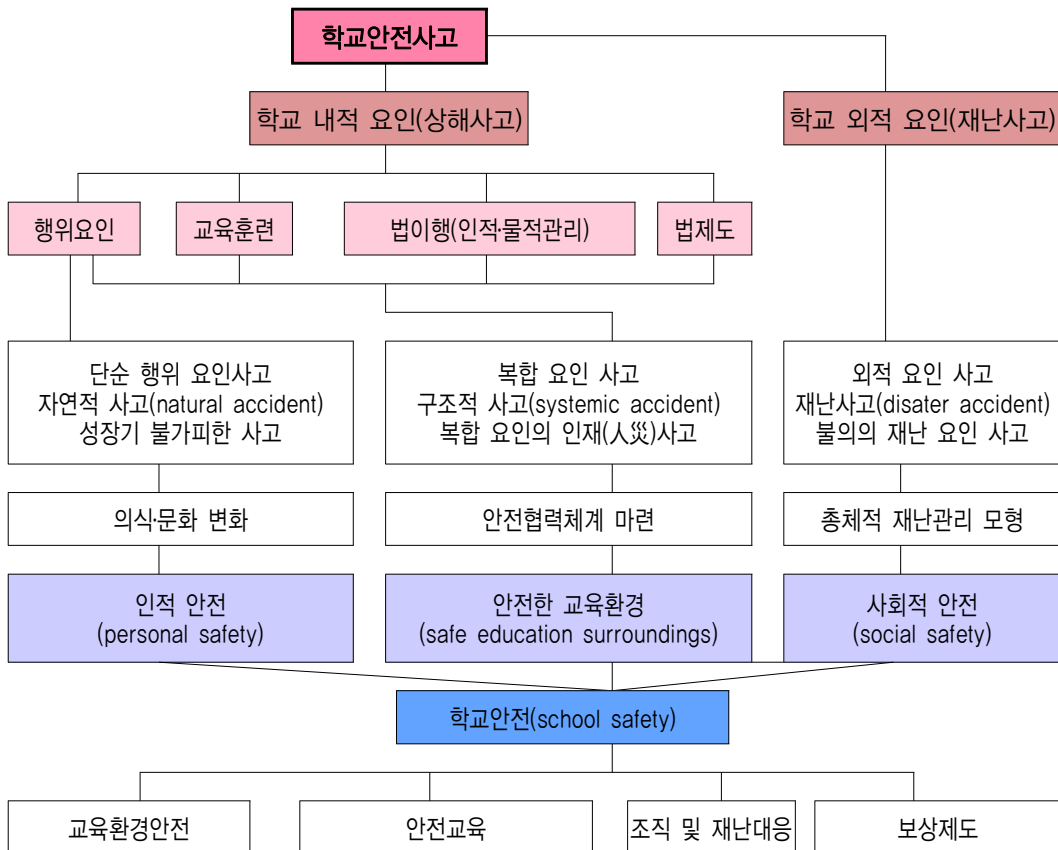 학교안전사고
학교 내적 요인(상해사고)
학교 외적 요인(재난사고)
행위요인
교육훈련
법이행(인적·물적관리)
법제도
단순 행위 요인사고
자연적 사고(natural accident)
성장기 불가피한 사고
복합 요인 사고
구조적 사고(systemic accident)
복합 요인의 인재(人災)사고
외적 요인 사고
재난사고(disater accident)
불의의 재난 요인 사고
의식·문화 변화
안전협력체계 마련
총체적 재난관리 모형
인적 안전
(personal safety)
안전한 교육환경
(safe education surroundings)
사회적 안전
(social safety)
학교안전(school safety)
교육환경안전
안전교육
조직 및 재난대응
보상제도